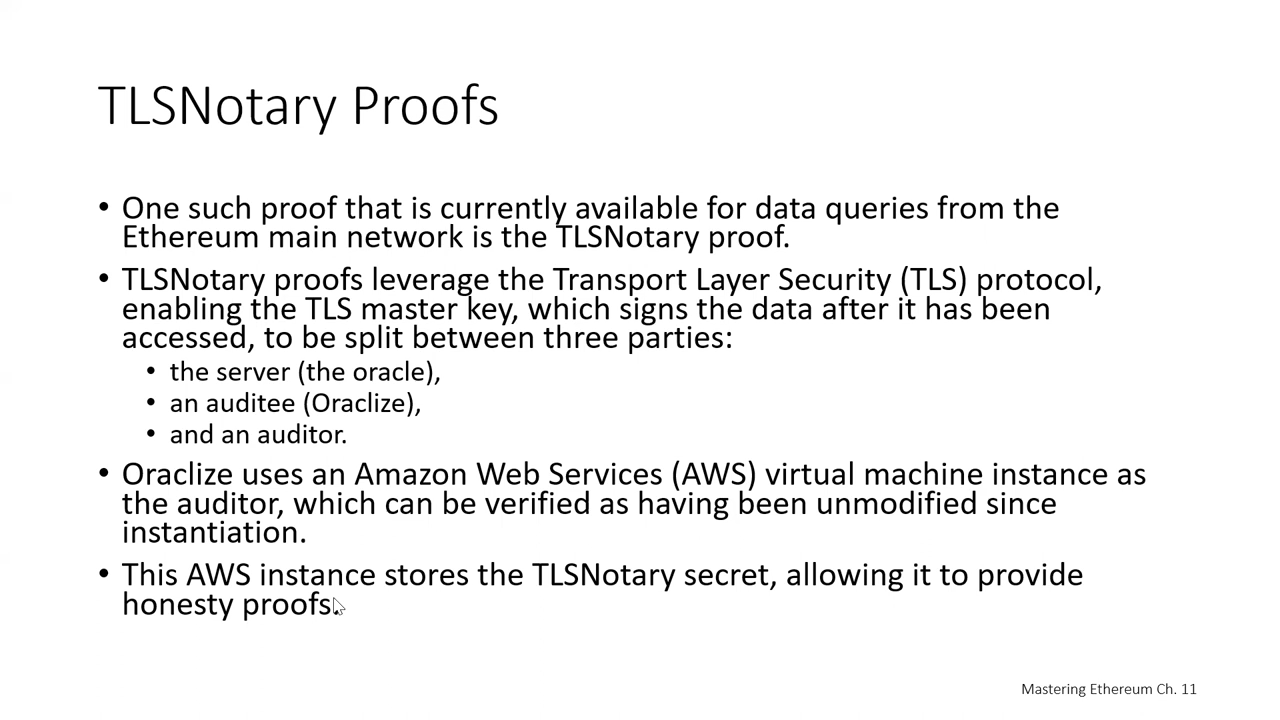 TLSNotary Proofs
• One such proof that is currently available for data queries from the
Ethereum main network is the TLSNotary proof.
• TLSNotary proofs leverage the Transport Layer Security (TLS) protocol,
enabling the TLS master key, which signs the data after it has been
accessed, to be split between three parties:
• the server (the oracle),
• an auditee (Oraclize),
• and an auditor.
• Oraclize uses an Amazon Web Services (AWS) virtual machine instance as
the auditor, which can be verified as having been unmodified since
instantiation.
• This AWS instance stores the TLSNotary secret, allowing it to provide
honesty proofs.
Mastering Ethereum Ch. 11